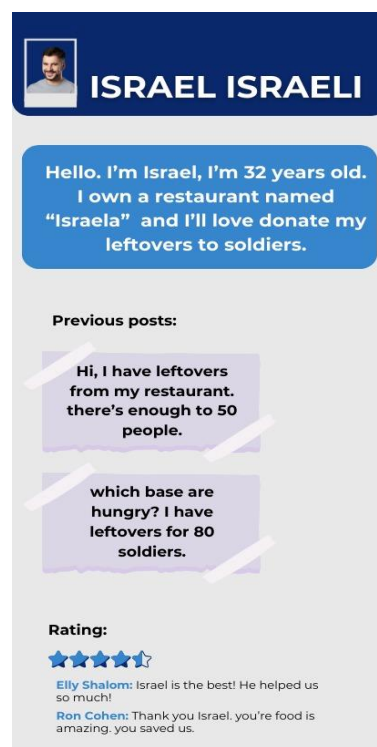 ISRAEL ISRAELI
Hello. I’m Israel, I’m 32 years old.
I own a restaurant named
“Israela” and I’ll love donate my
leftovers to soldiers.
Previous posts:
Hi, I have leftovers
from my restaurant.
there’s enough to 50
people.
which base are
hungry? I have
leftovers for 80
soldiers.
Rating:
Elly Shalom: Israel is the best! He helped us
so much!
Ron Cohen: Thank you Israel. you’re food is
amazing. you saved us.